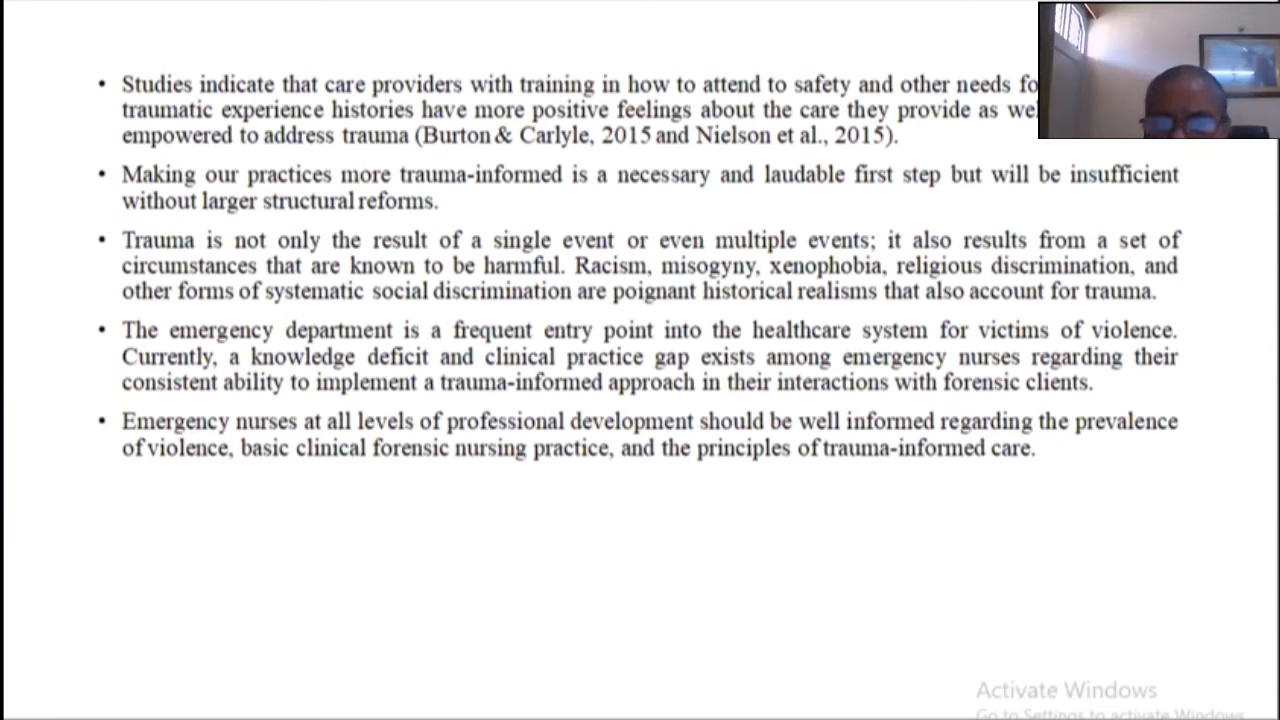 • Studies indicate that care providers with training in how to attend to safety and other needs
traumatic experience histories have more positive feelings about the care they provide as
empowered to address trauma (Burton & Carlyle, 2015 and Nielson et al., 2015).
• Making our practices more trauma-informed is a necessary and laudable first step but will be insufficient
without larger structural reforms.
• Trauma is not only the result of a single event or even multiple events; it also results from a set of
circumstances that are known to be harmful. Racism, misogyny, xenophobia, religious discrimination, and
other forms of systematic social discrimination are poignant historical realisms that also account for trauma.
• The emergency department is a frequent entry point into the healthcare system for victims of violence.
Currently, a knowledge deficit and clinical practice gap exists among emergency nurses regarding their
consistent ability to implement a trauma-informed approach in their interactions with forensic clients.
• Emergency nurses at all levels of professional development should be well informed regarding the prevalence
of violence, basic clinical forensic nursing practice, and the principles of trauma-informed care.
Activate Windows
Go to Settings to activate Windows.